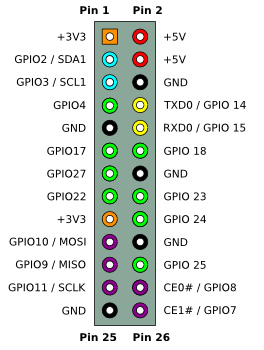 Pin 1 Pin 2
+3V3 +5V
GPIO2 / SDA1 +5V
GPIO3 / SCL1 GND
GPIO4 TXD0 / GPIO 14
GND RXD0 / GPIO 15
GPIO17 GPIO 18
GPIO27 GND
GPIO22 GPIO 23
+3V3 GPIO 24
GPIO10 / MOSI GND
GPIO9 / MISO GPIO 25
GPIO11 / SCLK CE0# / GPIO8
GND CE1# / GPIO7
Pin 25 Pin 26